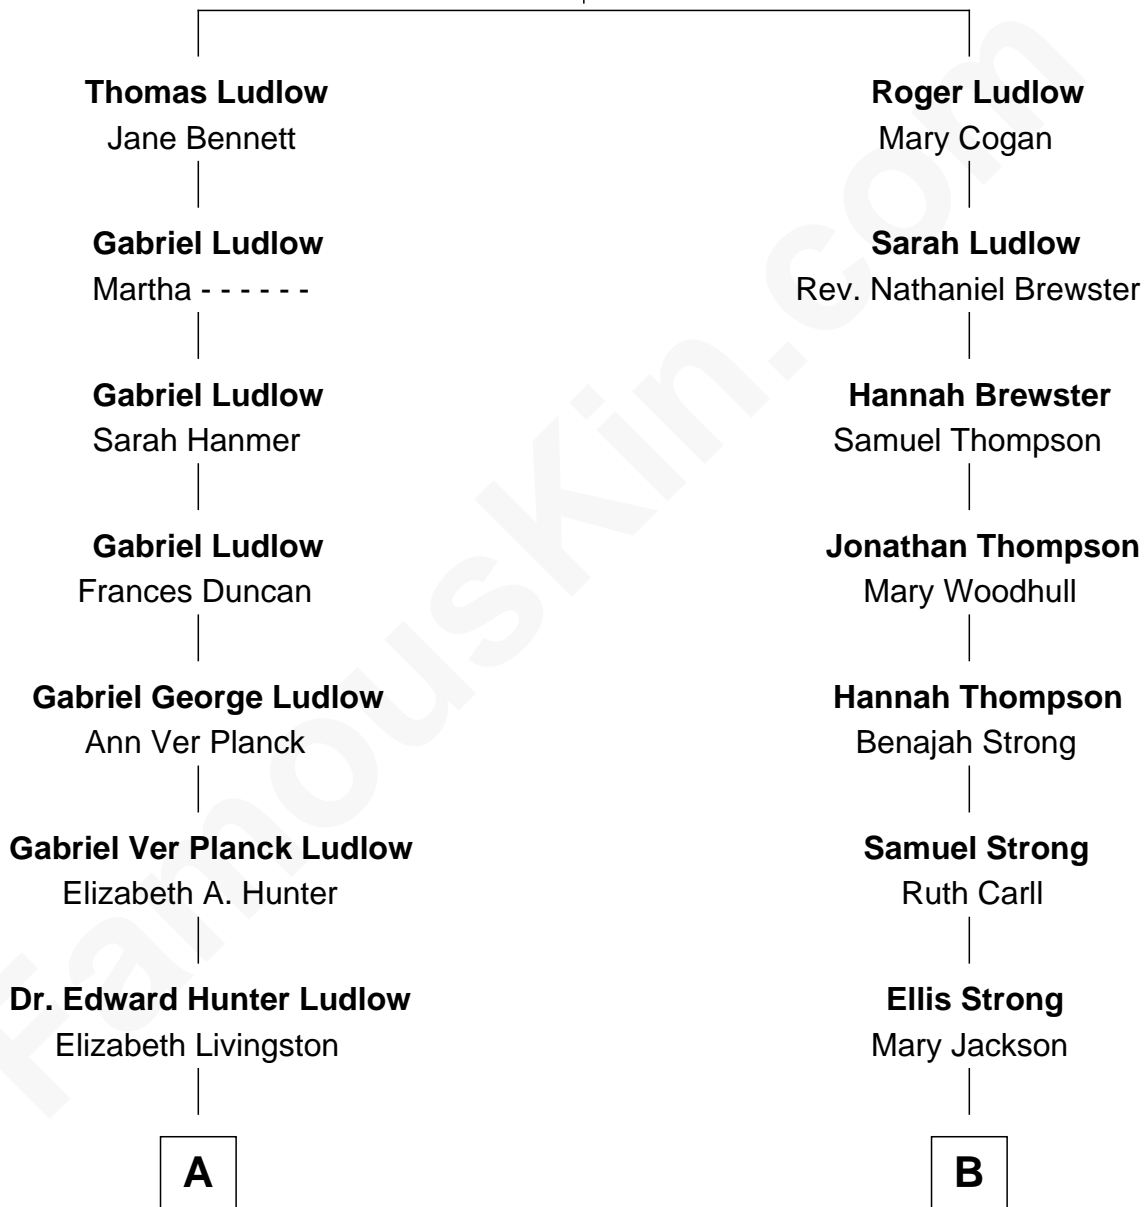 Thomas Ludlow
Jane Bennett
Gabriel Ludlow
Martha - - - - - -
Gabriel Ludlow
Sarah Hanmer
Gabriel Ludlow
Frances Duncan
Gabriel George Ludlow
Ann Ver Planck
Gabriel Ver Planck Ludlow
Elizabeth A. Hunter
Dr. Edward Hunter Ludlow
Elizabeth Livingston
A
Roger Ludlow
Mary Cogan
Sarah Ludlow
Rev. Nathaniel Brewster
Hannah Brewster
Samuel Thompson
Jonathan Thompson
Mary Woodhull
Hannah Thompson
Benajah Strong
Samuel Strong
Ruth Carll
Ellis Strong
Mary Jackson
B
FamousKin.com